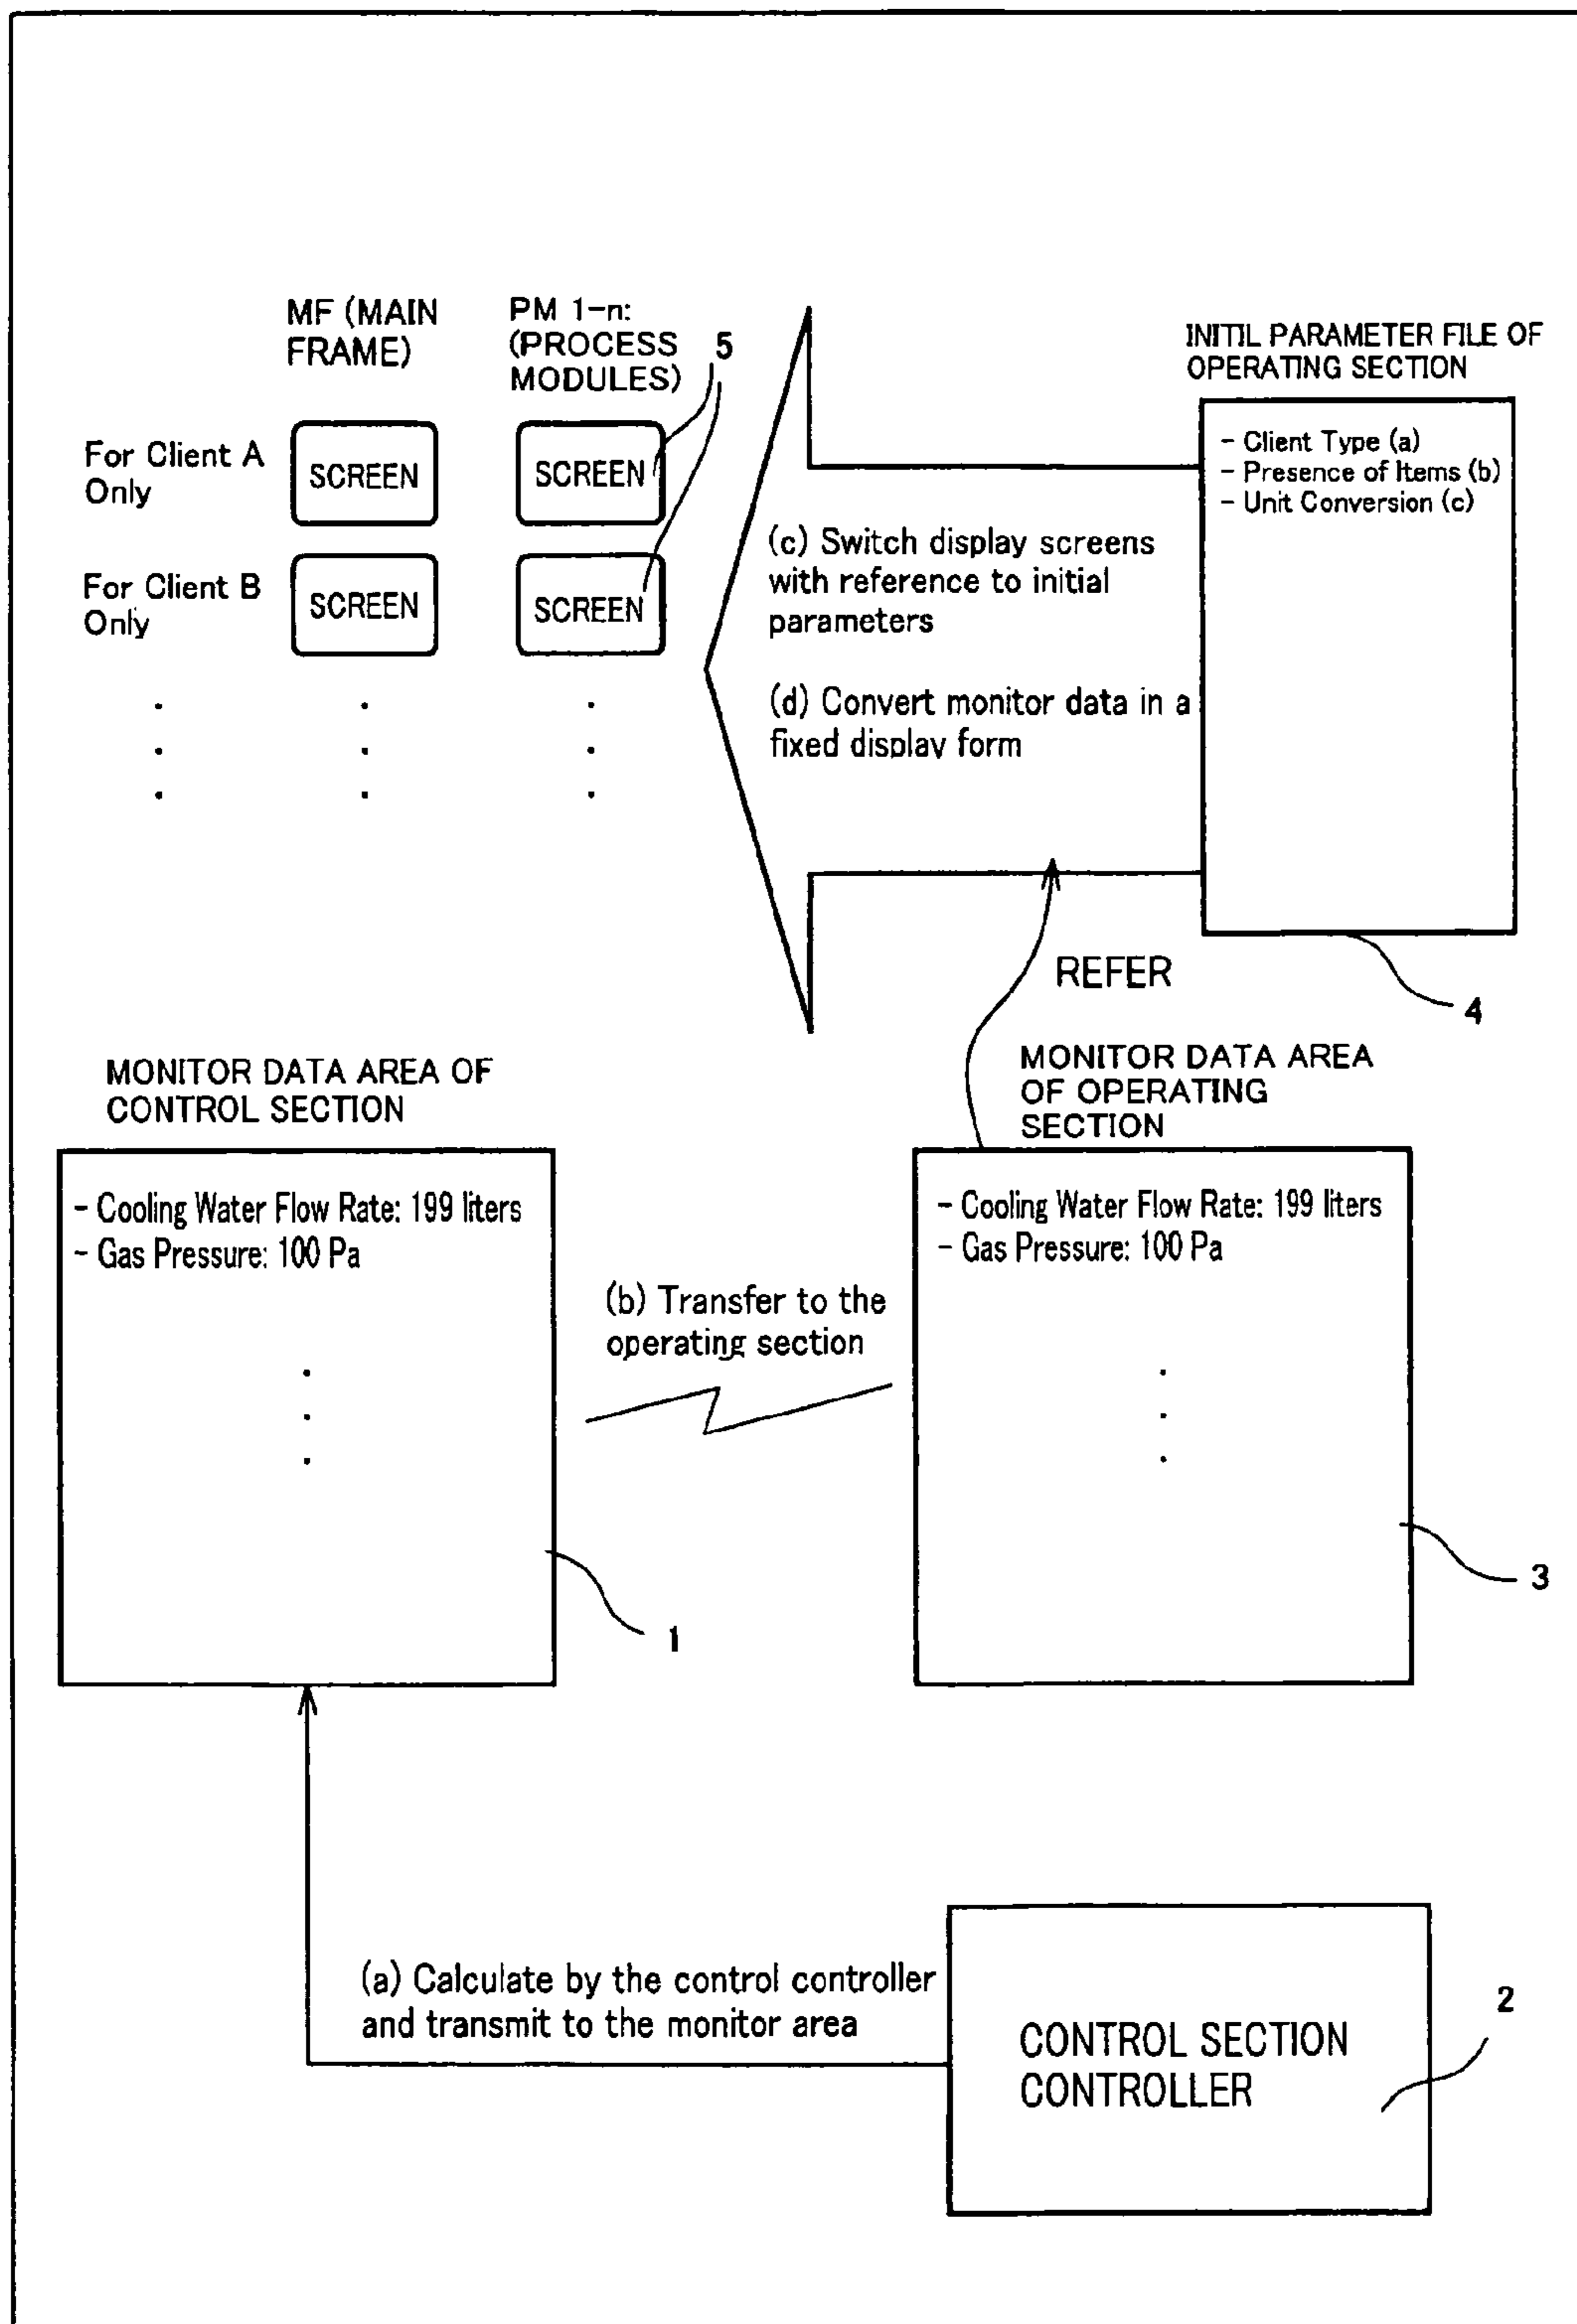 MF (MAIN
FRAME)
PM 1-n:
(PROCESS
MODULES)
5
INITIL PARAMETER FILE OF
OPERATING SECTION
For Client A
Only
SCREEN
SCREEN
- Client Type (a)
- Presence of Items (b)
- Unit Conversion (c)
For Client B
Only
SCREEN
SCREEN
(c) Switch display screens
with reference to initial
parameters
(d) Convert monitor data in a
fixed display form
REFER
4
MONITOR DATA AREA OF
CONTROL SECTION
MONITOR DATA AREA
OF OPERATING
SECTION
- Cooling Water Flow Rate: 199 liters
- Gas Pressure: 100 Pa
- Cooling Water Flow Rate: 199 liters
- Gas Pressure: 100 Pa
(b) Transfer to the
operating section
3
1
(a) Calculate by the control controller
and transmit to the monitor area
CONTROL SECTION
CONTROLLER
2